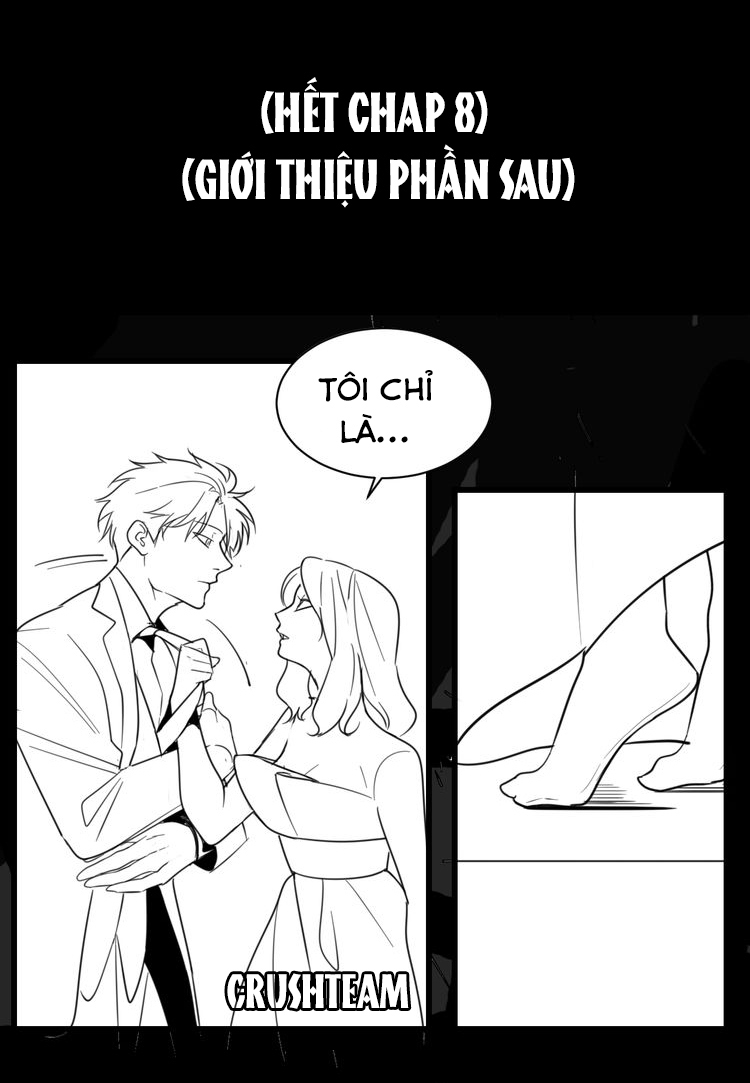 (HẾT CHAP 8)
(GIỚI THIỆU PHẦN SAU)
TÔI CHỈ
LÀ...
CRUSHTEAM